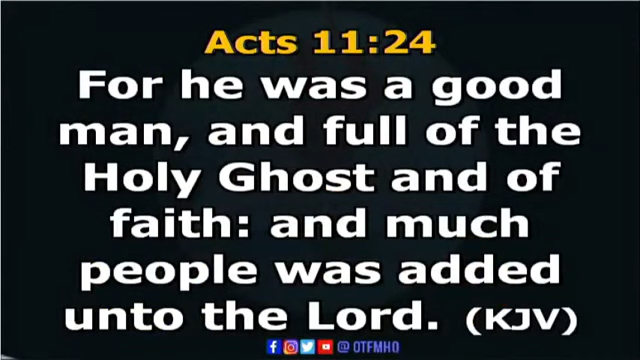 Acts 11:24
For he was a good
man, and full of the
Holy Ghost and of
faith: and much
people was added
unto the Lord. (KJV)
@ OTFMHQ